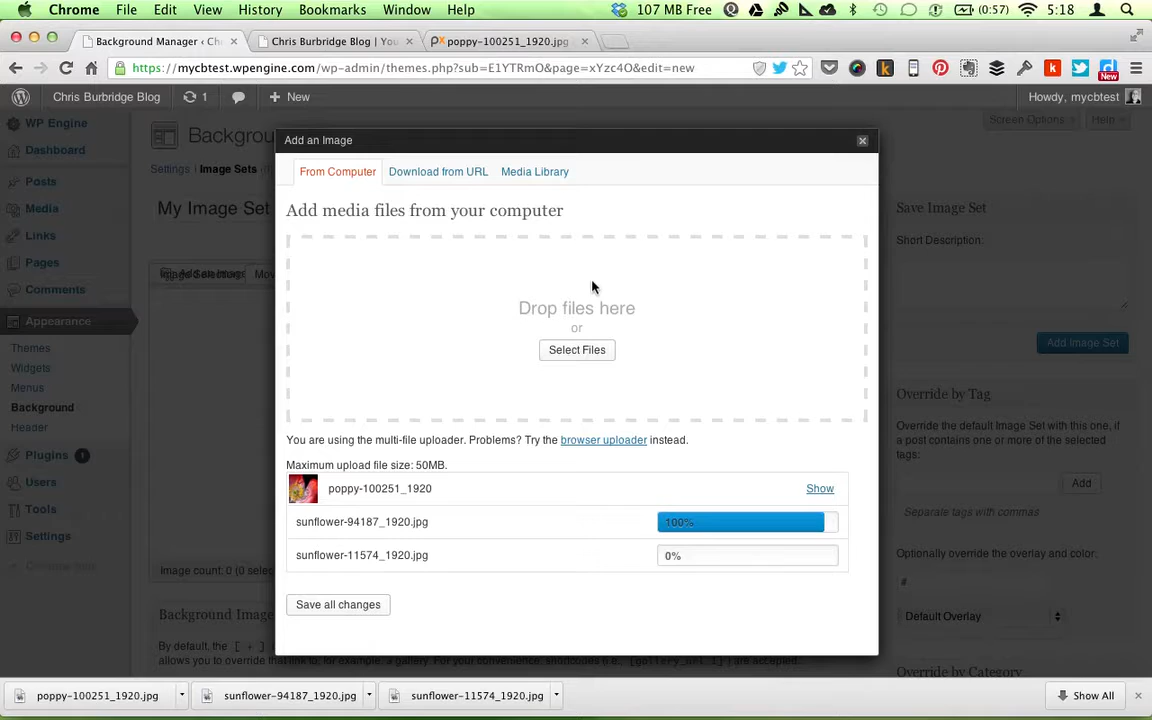 Chrome File Edit View History Bookmarks Window Help 107 MB Free (0:57) 5:18
Background Manager ‹ Ch Chris Burbridge Blog | You poppy-100251_1920.jpg
https://mycbtest.wpengine.com/wp-admin/themes.php?sub=E1YTRmO&page=xYzc4O&edit=new
New
Chris Burbridge Blog 1 New Howdy, mycbtest
WP Engine
Dashboard
Posts
Media
Links
Pages
Comments
Appearance
Themes
Widgets
Menus
Background
Header
Plugins 1
Users
Tools
Settings
Screen Options Help
Settings Image Sets
My Image Set
Add an Image
From Computer Download from URL Media Library
Add media files from your computer
Drop files here
or
Select Files
You are using the multi-file uploader. Problems? Try the browser uploader instead.
Maximum upload file size: 50MB.
poppy-100251_1920 Show
sunflower-94187_1920.jpg 100%
sunflower-11574_1920.jpg 0%
Save all changes
Image count: 0 (0 selec
Background Image
By default, the [ + ]
allows you to override that link to, for example, a gallery. For your convenience, shortcodes (i.e., [gallery_url_1]) are accepted.
Save Image Set
Short Description:
Add Image Set
Override by Tag
Override the default Image Set with this one, if
a post contains one or more of the selected
tags:
Add
Separate tags with commas
Optionally override the overlay and color:
#
Default Overlay
Override by Category
poppy-100251_1920.jpg sunflower-94187_1920.jpg sunflower-11574_1920.jpg Show All